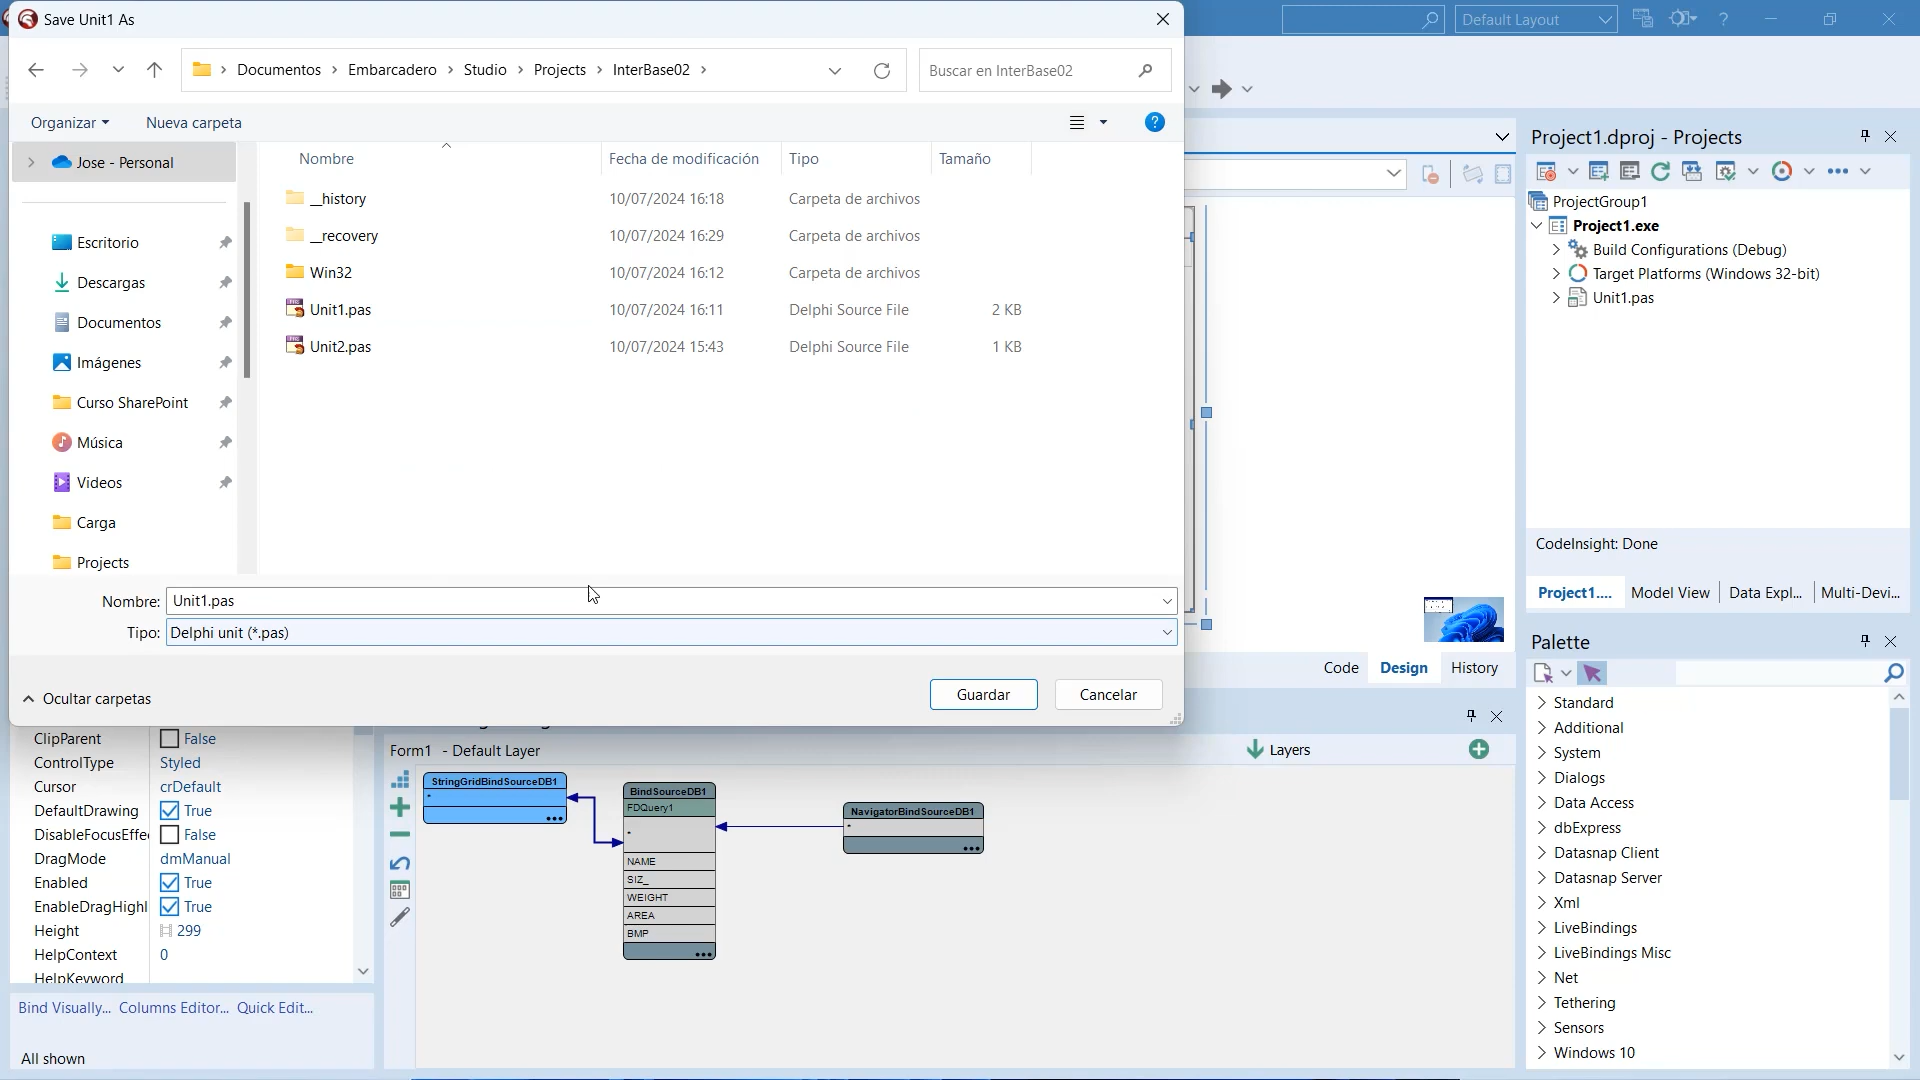 Save Unit1 As
Default Layout
Documentos
Embarcadero
Studio
Projects
InterBase02
Buscar en InterBase02
Organizar
Nueva carpeta
Jose - Personal
Escritorio
Descargas
Documentos
Imágenes
Curso SharePoint
Música
Videos
Carga
Projects
Nombre Fecha de modificación Tipo Tamaño
__history 10/07/2024 16:18 Carpeta de archivos
__recovery 10/07/2024 16:29 Carpeta de archivos
Win32 10/07/2024 16:12 Carpeta de archivos
Unit1.pas 10/07/2024 16:11 Delphi Source File 2 KB
Unit2.pas 10/07/2024 15:43 Delphi Source File 1 KB
Nombre: Unit1.pas
Tipo: Delphi unit (*.pas)
Ocultar carpetas
Guardar
Cancelar
Code
Design
History
Project1.dproj - Projects
ProjectGroup1
Project1.exe
Build Configurations (Debug)
Target Platforms (Windows 32-bit)
Unit1.pas
CodeInsight: Done
Project1....
Model View
Data Expl...
Multi-Devi...
Palette
Standard
Additional
System
Dialogs
Data Access
dbExpress
Datasnap Client
Datasnap Server
Xml
LiveBindings
LiveBindings Misc
Net
Tethering
Sensors
Windows 10
ClipParent False
ControlType Styled
Cursor crDefault
DefaultDrawing True
DisableFocusEffe False
DragMode dmManual
Enabled True
EnableDragHighl True
Height 299
HelpContext 0
HelpKeyword
Bind Visually... Columns Editor... Quick Edit...
All shown
Form1 - Default Layer
Layers
StringGridBindSourceDB1
*
BindSourceDB1
FDQuery1
*
NAME
SIZ_
WEIGHT
AREA
BMP
NavigatorBindSourceDB1
*